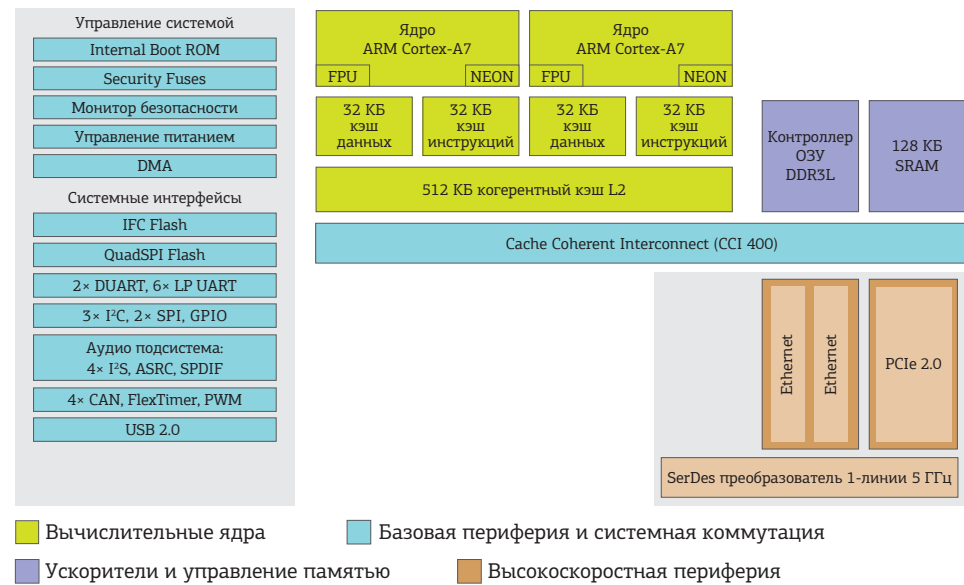 Управление системой
Internal Boot ROM
Security Fuses
Монитор безопасности
Управление питанием
DMA
Системные интерфейсы
IFC Flash
QuadSPI Flash
2× DUART, 6× LP UART
3× I²C, 2× SPI, GPIO
Аудио подсистема:
4× I²S, ASRC, SPDIF
4× CAN, FlexTimer, PWM
USB 2.0
Ядро
ARM Cortex-A7
FPU
NEON
Ядро
ARM Cortex-A7
FPU
NEON
32 КБ
кэш
данных
32 КБ
кэш
инструкций
32 КБ
кэш
данных
32 КБ
кэш
инструкций
512 КБ когерентный кэш L2
Контроллер
ОЗУ
DDR3L
128 КБ
SRAM
Cache Coherent Interconnect (CCI 400)
Ethernet
Ethernet
PCIe 2.0
SerDes преобразователь 1-линии 5 ГГц
Вычислительные ядра
Базовая периферия и системная коммутация
Ускорители и управление памятью
Высокоскоростная периферия